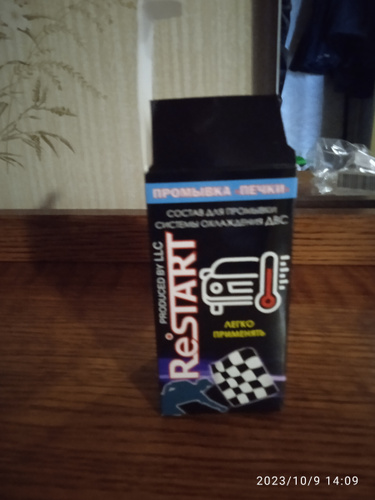 ПРОМЫВКА «ПЕЧКИ»
СОСТАВ ДЛЯ ПРОМЫВКИ
СИСТЕМЫ ОХЛАЖДЕНИЯ ДВС
PRODUCED BY LLC
ReSTART
ЛЕГКО
ПРИМЕНЯТЬ
2023/10/9 14:09